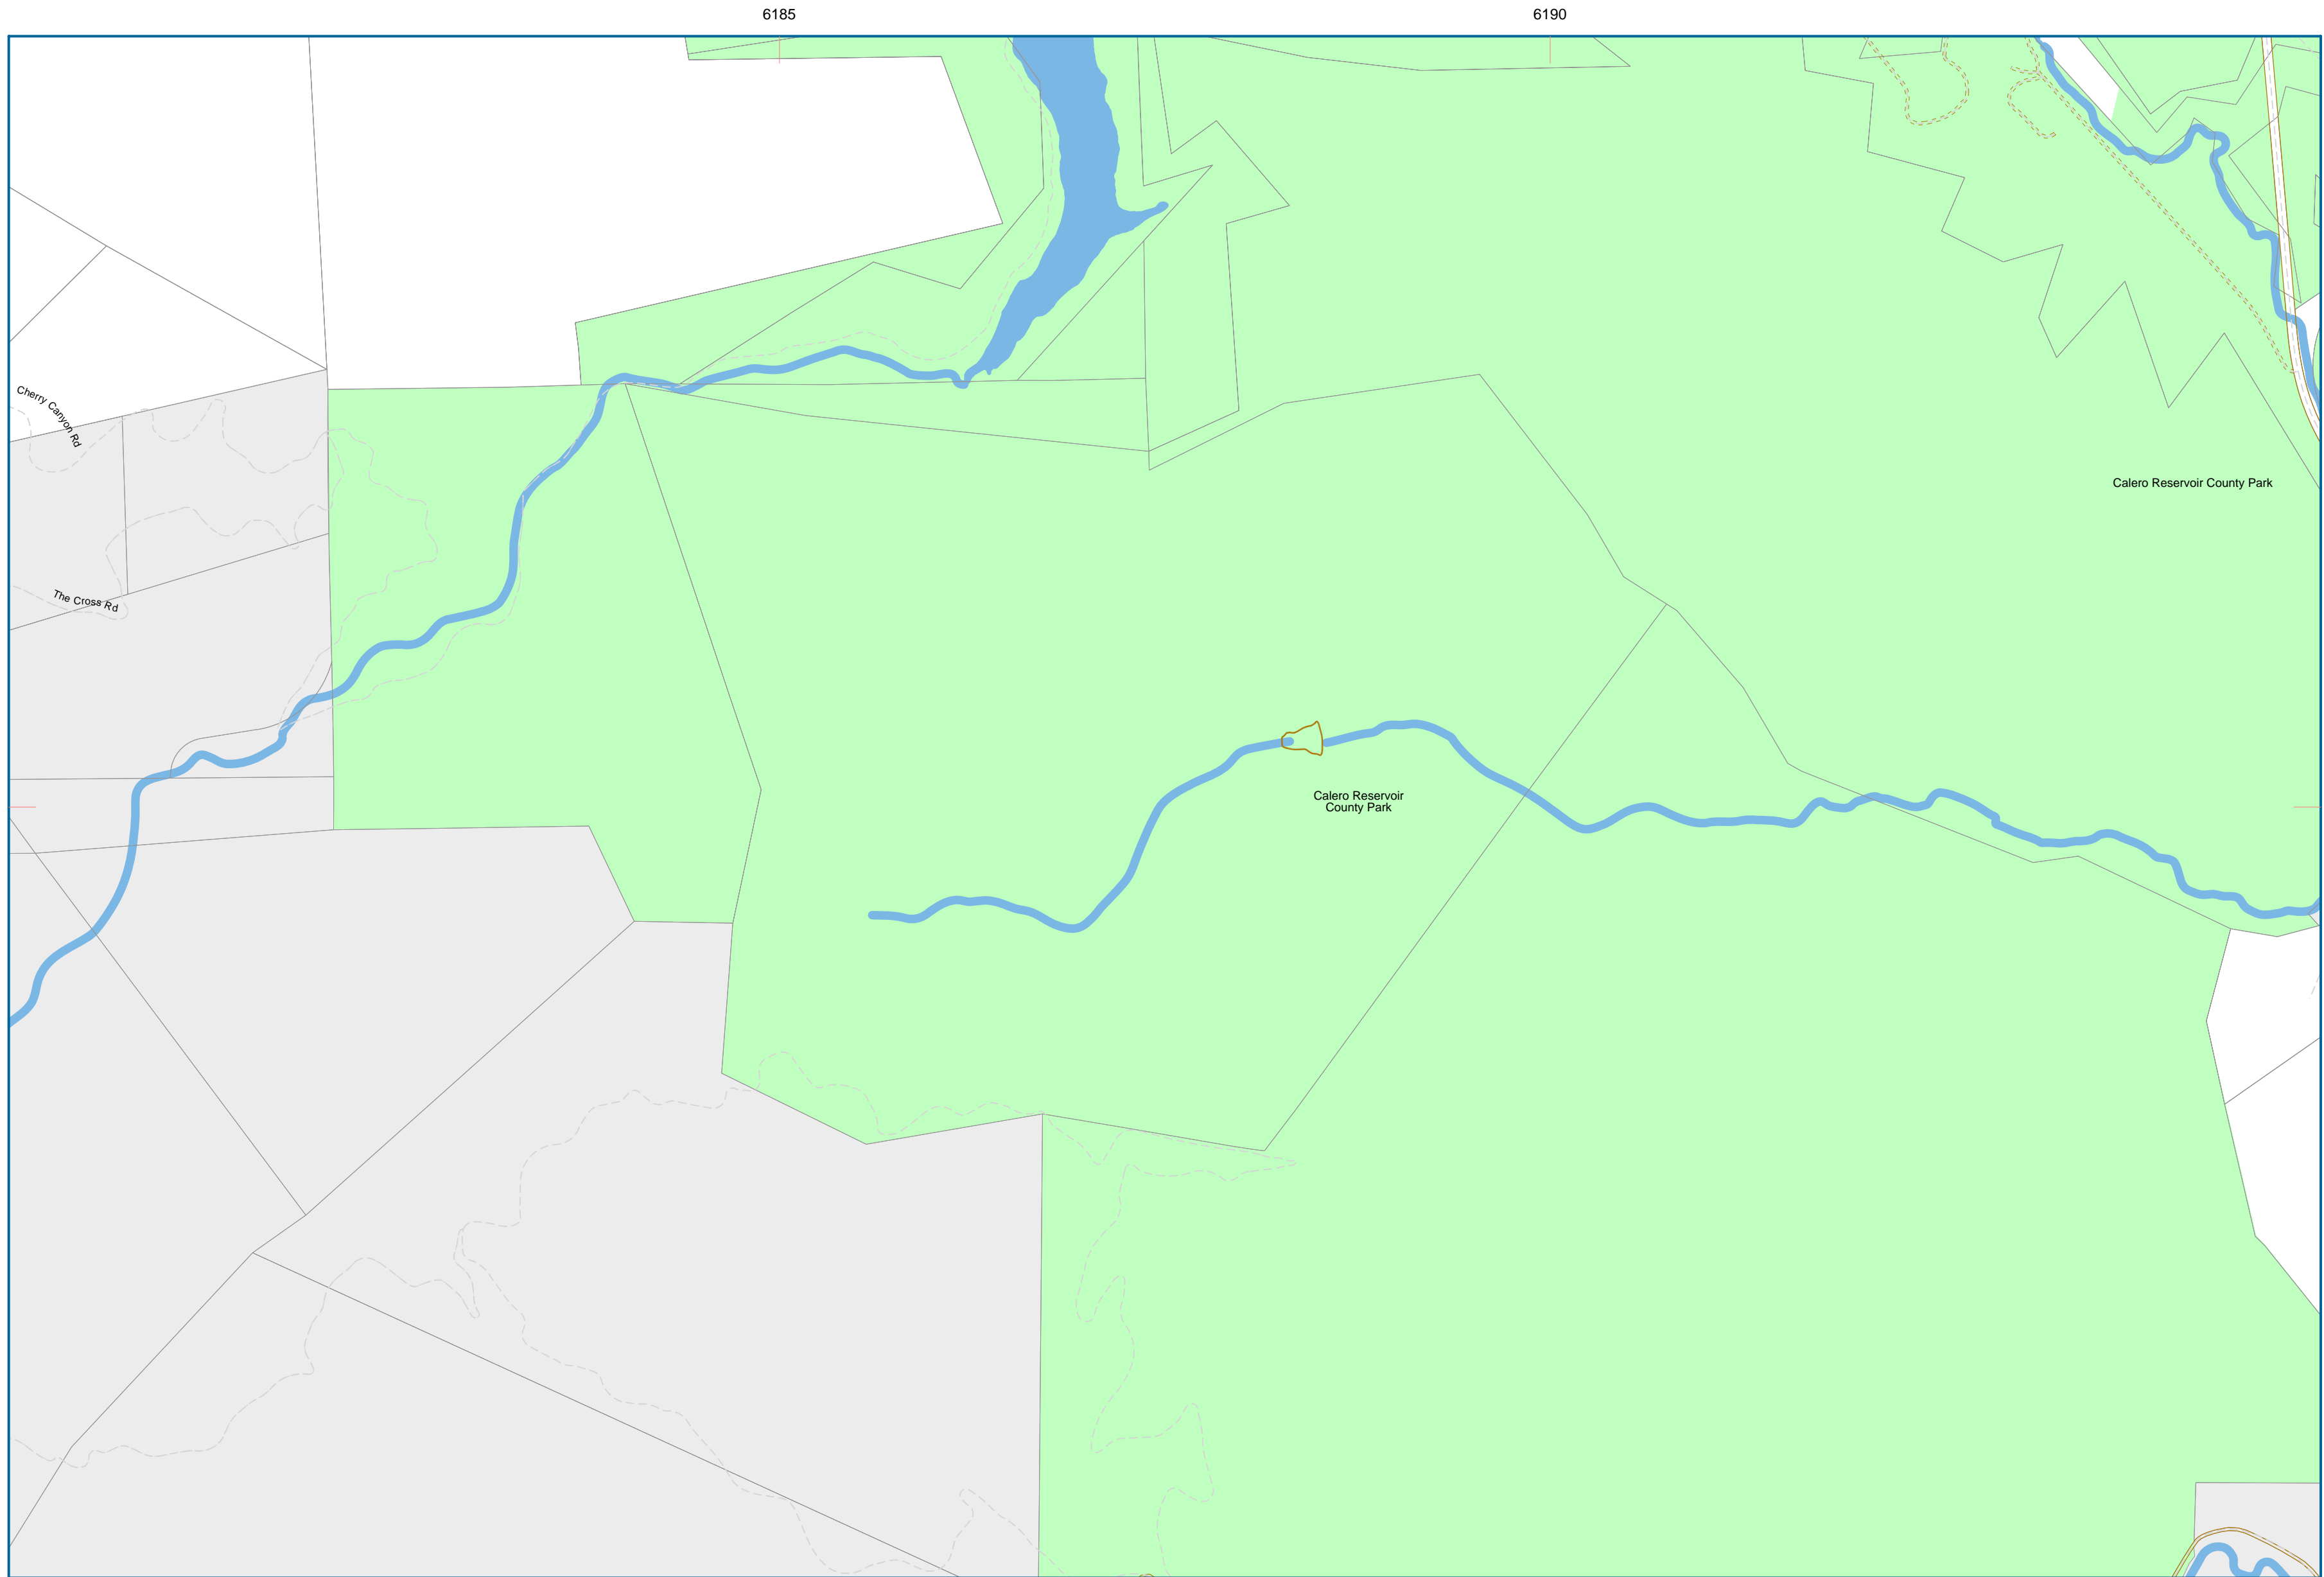 6185
6190
Cherry Canyon Rd
Calero Reservoir County Park
The Cross Rd
Calero Reservoir
County Park